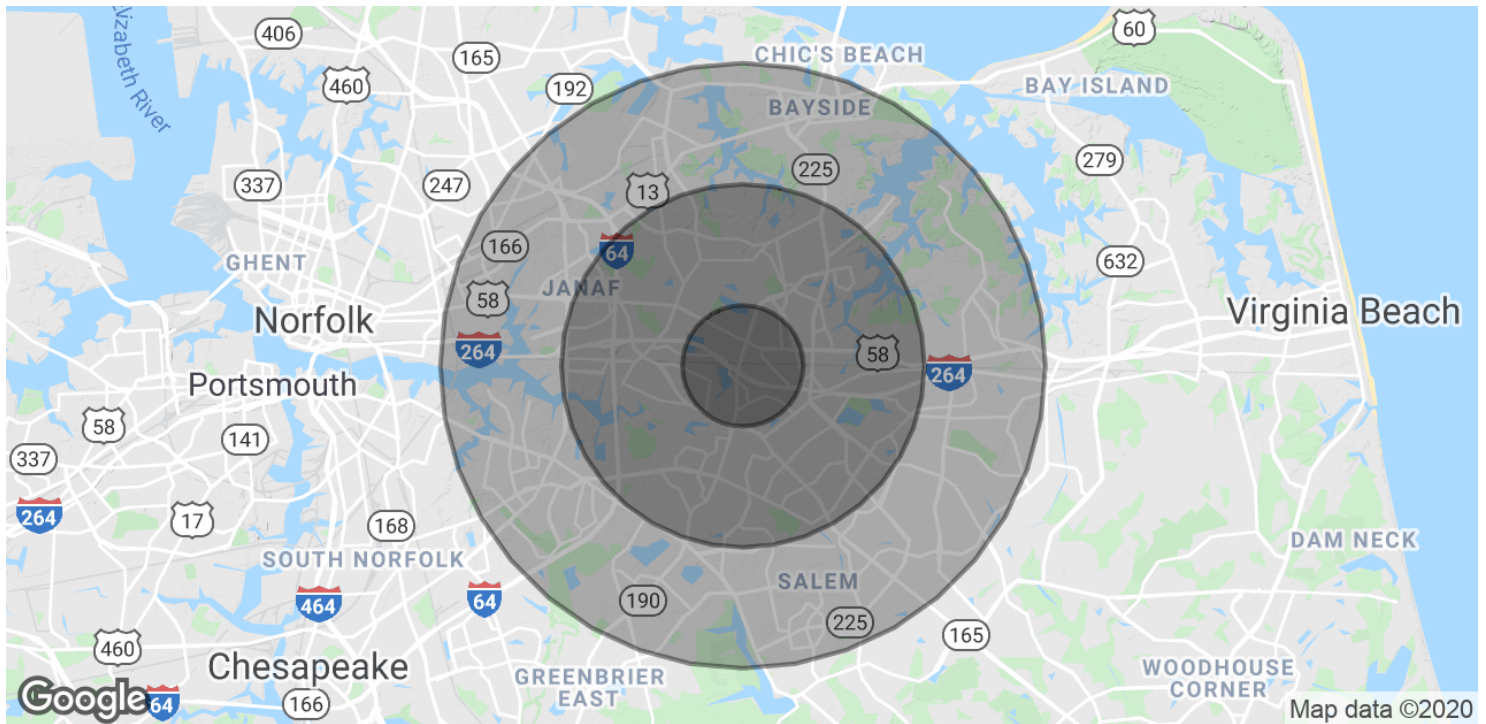 Elizabeth River
406
165
460
192
CHIC'S BEACH
60
BAY ISLAND
BAYSIDE
337
247
13
225
279
166
64
GHENT
JANAF
632
58
Norfolk
264
58
264
Virginia Beach
Portsmouth
58
141
337
264
17
168
SOUTH NORFOLK
DAM NECK
464
64
190
SALEM
225
165
460
Chesapeake
GREENBRIER
EAST
WOODHOUSE
CORNER
Google
64
166
Map data ©2020